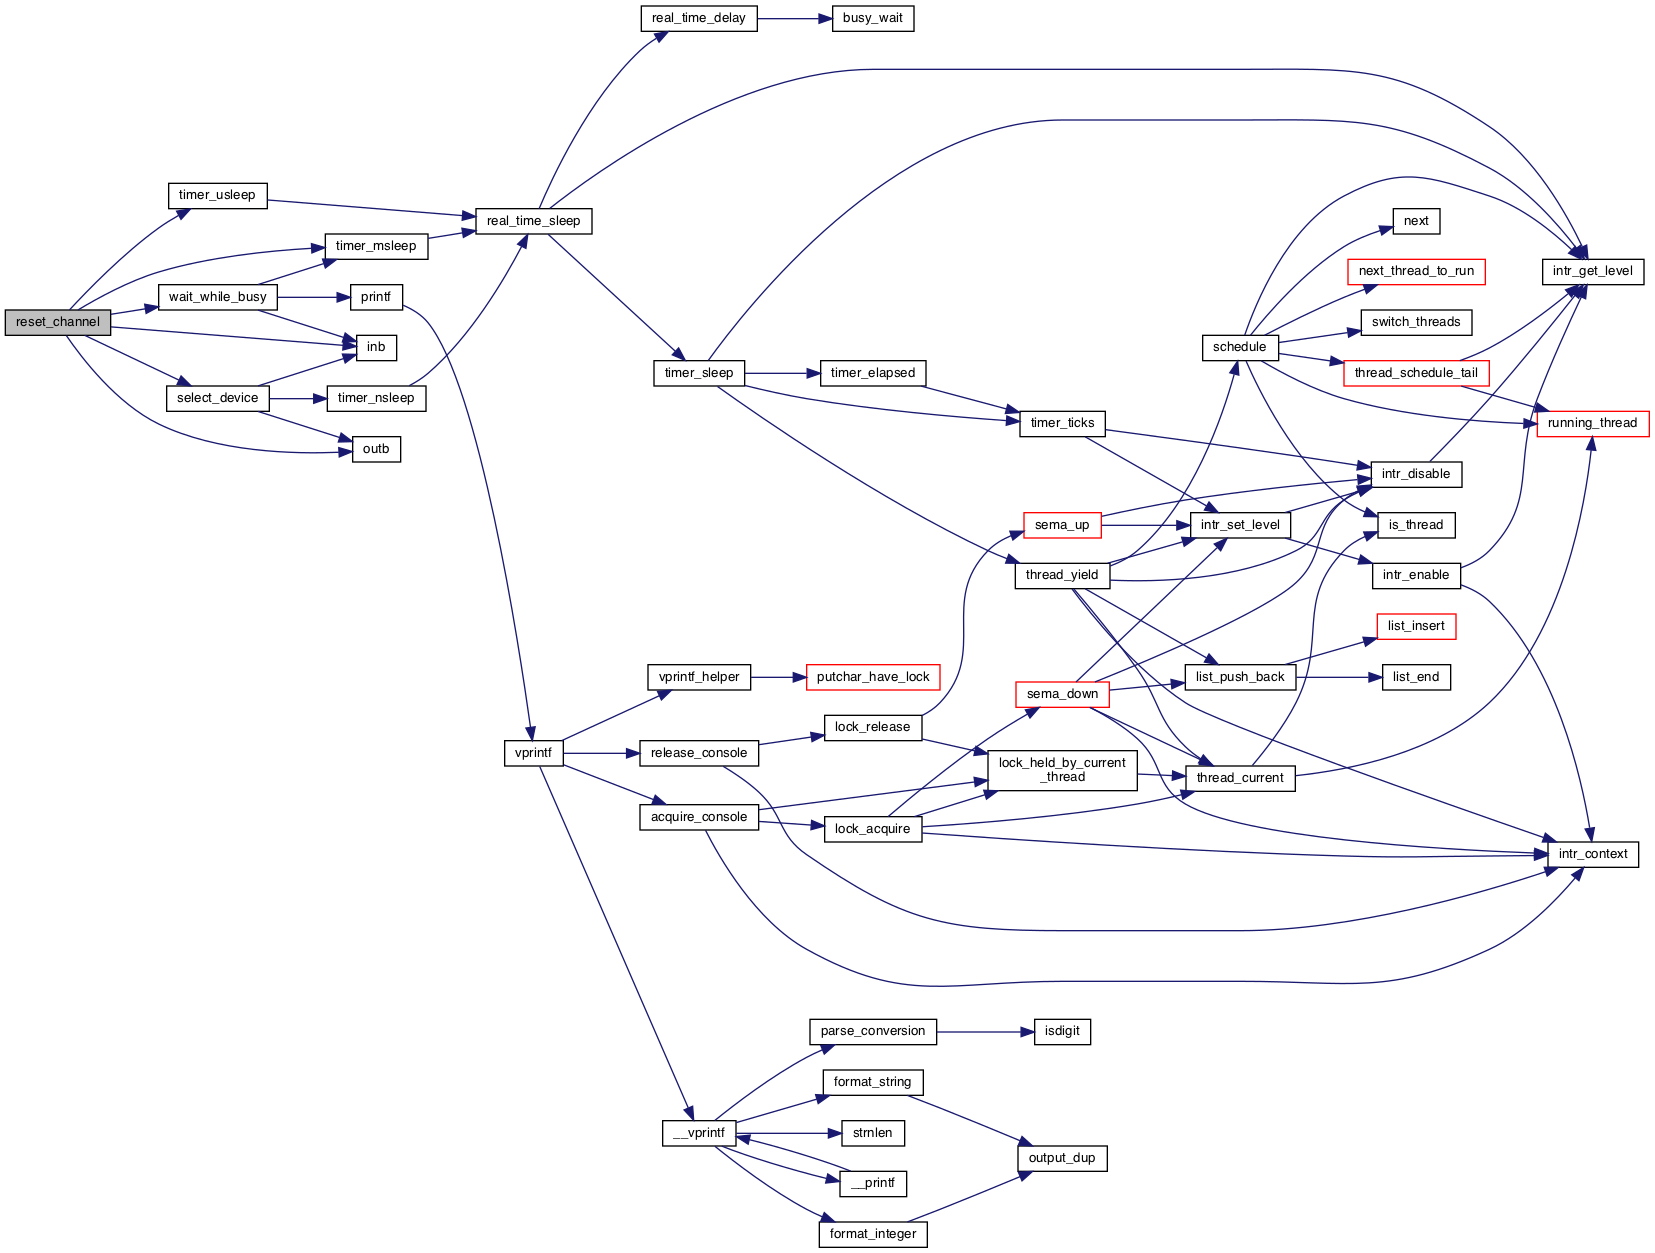 real_time_delay
busy_wait
timer_usleep
real_time_sleep
next
timer_msleep
intr_get_level
next_thread_to_run
wait_while_busy
printf
reset_channel
switch_threads
inb
schedule
timer_sleep
timer_elapsed
thread_schedule_tail
select_device
timer_nsleep
timer_ticks
running_thread
outb
intr_disable
sema_up
intr_set_level
is_thread
thread_yield
intr_enable
list_insert
vprintf_helper
putchar_have_lock
list_push_back
list_end
sema_down
lock_release
vprintf
release_console
lock_held_by_current
_thread
thread_current
acquire_console
lock_acquire
intr_context
parse_conversion
isdigit
format_string
__vprintf
strnlen
output_dup
__printf
format_integer